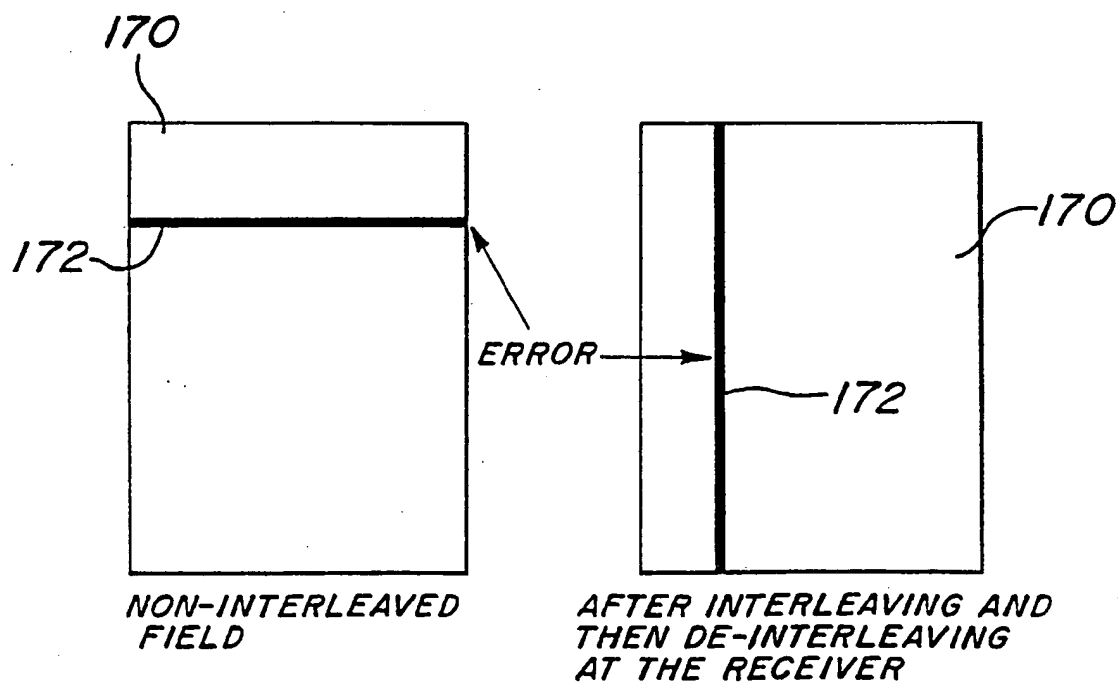 170
172
ERROR
170
172
NON-INTERLEAVED
FIELD
AFTER INTERLEAVING AND
THEN DE-INTERLEAVING
AT THE RECEIVER